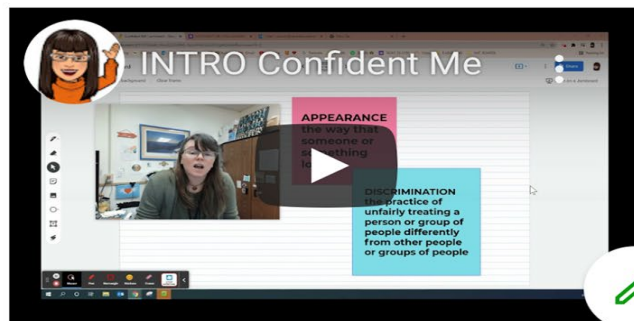 INTRO Confident Me
APPEARANCE
the way that
someone or
something
DISCRIMINATION
the practice of
unfairly treating a
person or group of
people differently
from other people
or groups of people